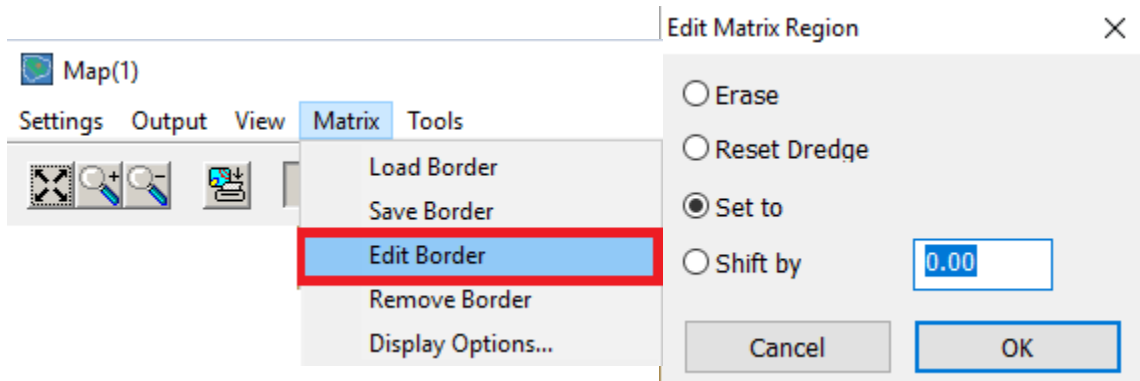 Map(1)
Settings Output View Matrix Tools
Load Border
Save Border
Edit Border
Remove Border
Display Options...
Edit Matrix Region
Erase
Reset Dredge
Set to
Shift by 0.00
Cancel OK